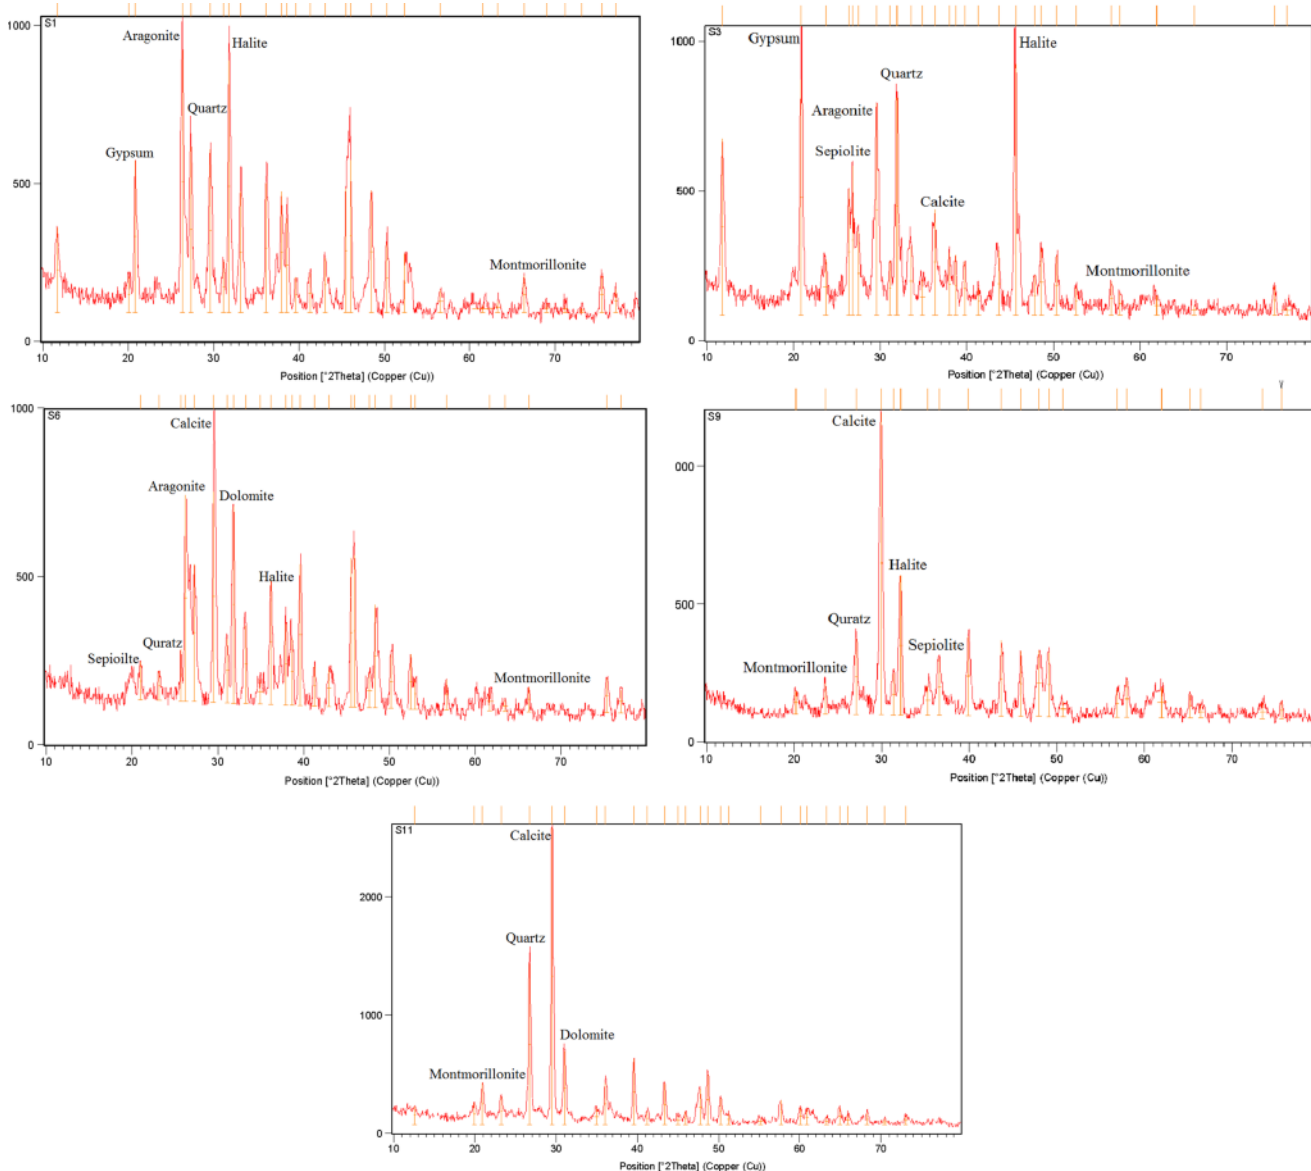 S1
1000
Aragonite
Halite
Quartz
Gypsum
500
Montmorillonite
0
10 20 30 40 50 60 70
Position [°2Theta] (Copper (Cu))
S3
1000
Gypsum
Halite
Quartz
Aragonite
Sepiolite
500
Calcite
Montmorillonite
0
10 20 30 40 50 60 70
Position [°2Theta] (Copper (Cu))
S6
1000
Calcite
Aragonite
Dolomite
500
Halite
Quratz
Sepioilte
Montmorillonite
0
10 20 30 40 50 60 70
Position [°2Theta] (Copper (Cu))
S9
Calcite
000
Halite
500
Quratz
Sepiolite
Montmorillonite
0
10 20 30 40 50 60 70
Position [°2Theta] (Copper (Cu))
S11
Calcite
2000
Quartz
1000
Dolomite
Montmorillonite
0
10 20 30 40 50 60 70
Position [°2Theta] (Copper (Cu))